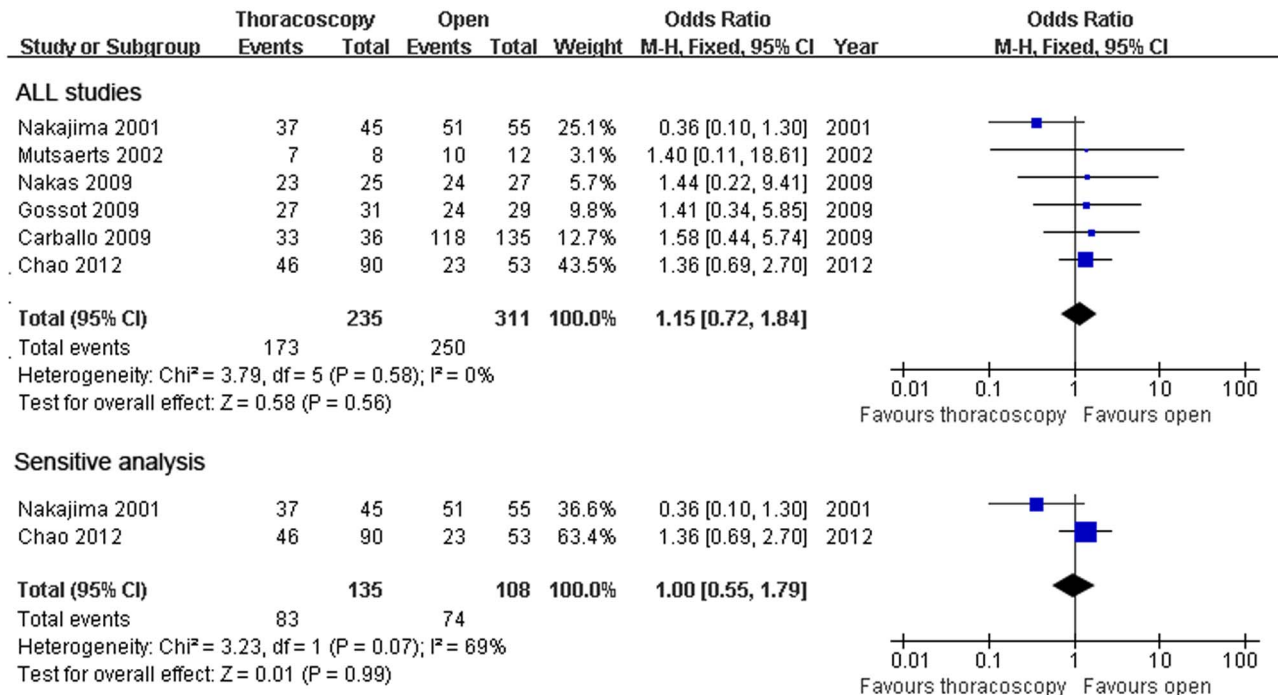 Thoracoscopy Open Odds Ratio Odds Ratio
Study or Subgroup Events Total Events Total Weight M-H, Fixed, 95% CI Year M-H, Fixed, 95% CI
ALL studies
Nakajima 2001 37 45 51 55 25.1% 0.36 [0.10, 1.30] 2001
Mutsaerts 2002 7 8 10 12 3.1% 1.40 [0.11, 18.61] 2002
Nakas 2009 23 25 24 27 5.7% 1.44 [0.22, 9.41] 2009
Gossot 2009 27 31 24 29 9.8% 1.41 [0.34, 5.85] 2009
Carballo 2009 33 36 118 135 12.7% 1.58 [0.44, 5.74] 2009
Chao 2012 46 90 23 53 43.5% 1.36 [0.69, 2.70] 2012
Total (95% CI) 235 311 100.0% 1.15 [0.72, 1.84]
Total events 173 250
Heterogeneity: Chi² = 3.79, df = 5 (P = 0.58); I² = 0%
Test for overall effect: Z = 0.58 (P = 0.56)
0.01 0.1 1 10 100
Favours thoracoscopy Favours open
Sensitive analysis
Nakajima 2001 37 45 51 55 36.6% 0.36 [0.10, 1.30] 2001
Chao 2012 46 90 23 53 63.4% 1.36 [0.69, 2.70] 2012
Total (95% CI) 135 108 100.0% 1.00 [0.55, 1.79]
Total events 83 74
Heterogeneity: Chi² = 3.23, df = 1 (P = 0.07); I² = 69%
Test for overall effect: Z = 0.01 (P = 0.99)
0.01 0.1 1 10 100
Favours thoracoscopy Favours open